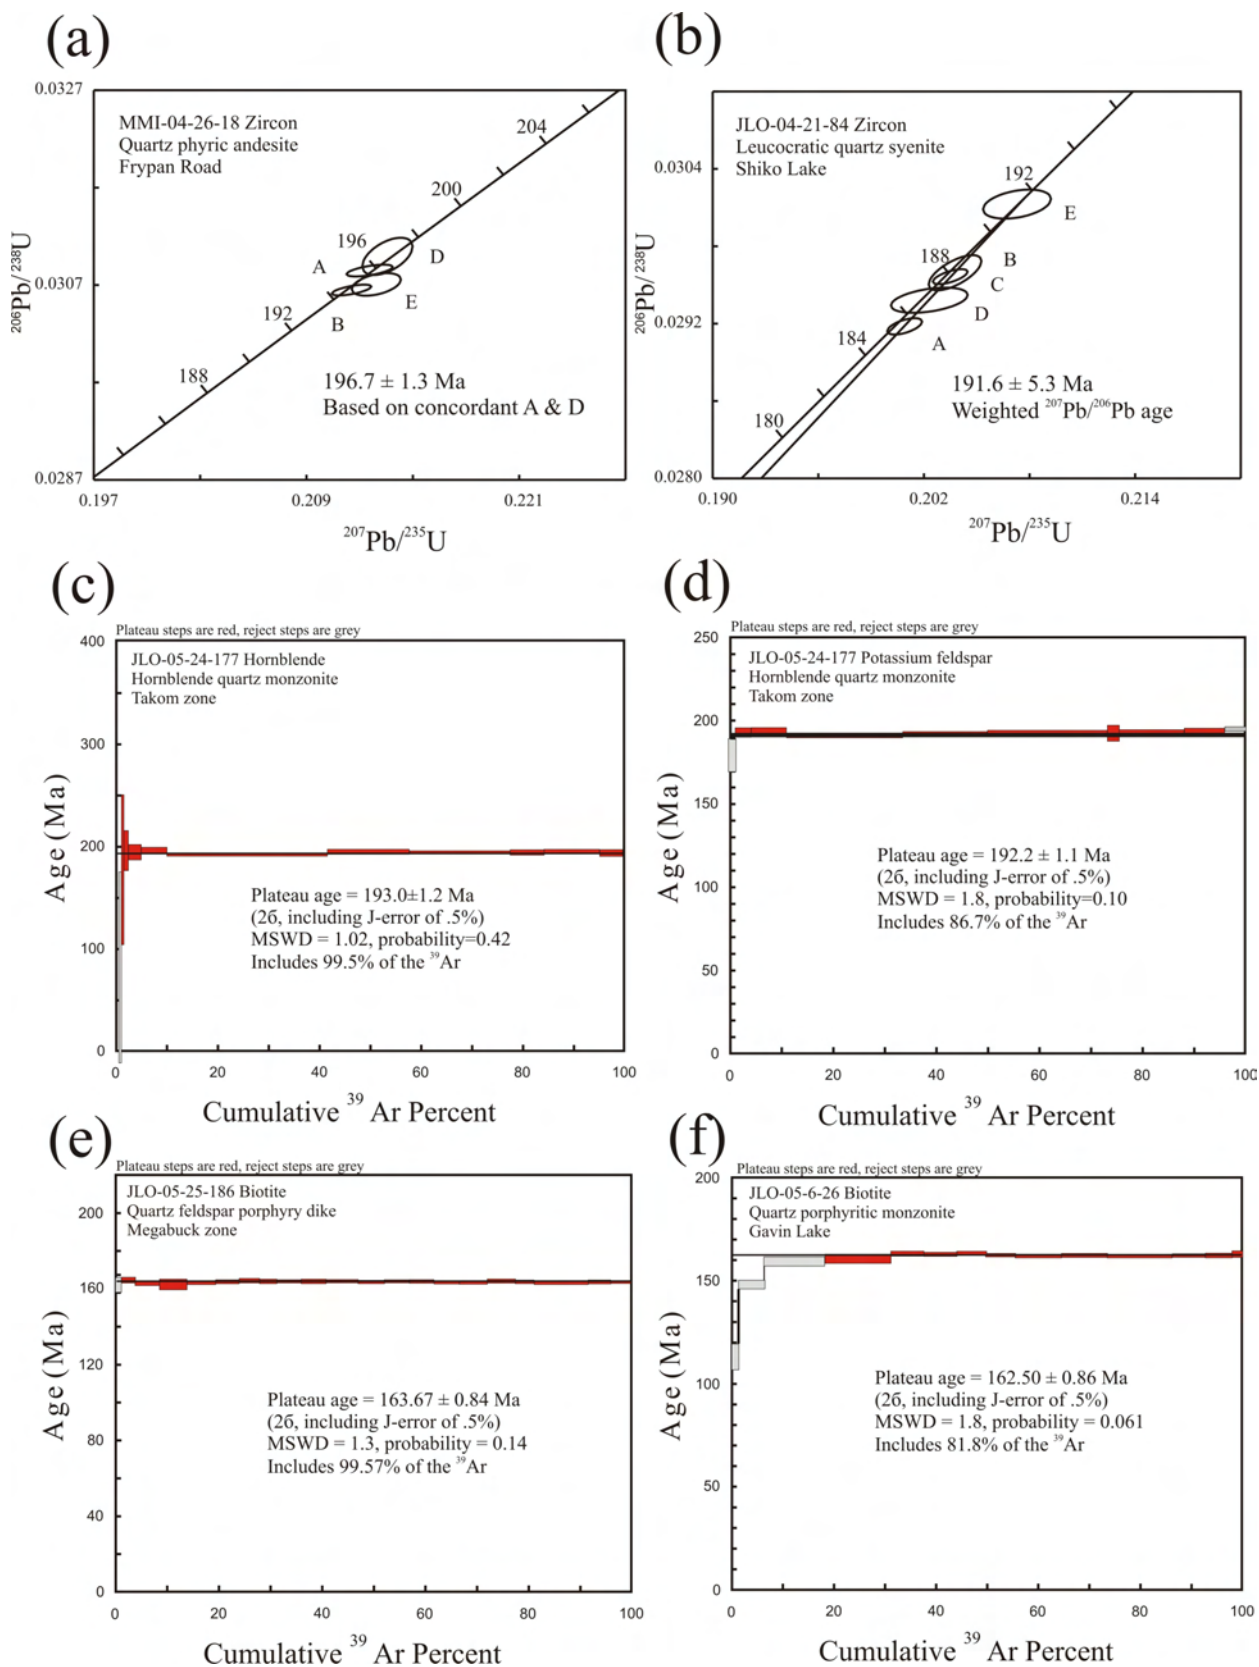 (a)
0.0327
MMI-04-26-18 Zircon
Quartz phyric andesite
Frypan Road
204
200
196
A
D
E
B
192
188
0.0307
0.0287
206Pb/238U
196.7 ± 1.3 Ma
Based on concordant A & D
0.197
0.209
0.221
207Pb/235U
(b)
JLO-04-21-84 Zircon
Leucocratic quartz syenite
Shiko Lake
0.0304
192
E
188
B
C
D
A
184
180
0.0292
0.0280
206Pb/238U
191.6 ± 5.3 Ma
Weighted 207Pb/206Pb age
0.190
0.202
0.214
207Pb/235U
(c)
Plateau steps are red, reject steps are grey
400
JLO-05-24-177 Hornblende
Hornblende quartz monzonite
Takom zone
300
200
100
0
Age (Ma)
Plateau age = 193.0±1.2 Ma
(2δ, including J-error of .5%)
MSWD = 1.02, probability=0.42
Includes 99.5% of the 39Ar
0 20 40 60 80 100
Cumulative 39 Ar Percent
(d)
Plateau steps are red, reject steps are grey
250
JLO-05-24-177 Potassium feldspar
Hornblende quartz monzonite
Takom zone
200
150
100
50
0
Age (Ma)
Plateau age = 192.2 ± 1.1 Ma
(2δ, including J-error of .5%)
MSWD = 1.8, probability=0.10
Includes 86.7% of the 39Ar
0 20 40 60 80 100
Cumulative 39 Ar Percent
(e)
Plateau steps are red, reject steps are grey
JLO-05-25-186 Biotite
Quartz feldspar porphyry dike
Megabuck zone
200
160
160
120
80
40
0
Age (Ma)
Plateau age = 163.67 ± 0.84 Ma
(2δ, including J-error of .5%)
MSWD = 1.3, probability = 0.14
Includes 99.57% of the 39Ar
0 20 40 60 80 100
Cumulative 39 Ar Percent
(f)
Plateau steps are red, reject steps are grey
200
JLO-05-6-26 Biotite
Quartz porphyritic monzonite
Gavin Lake
150
100
50
0
Age (Ma)
Plateau age = 162.50 ± 0.86 Ma
(2δ, including J-error of .5%)
MSWD = 1.8, probability = 0.061
Includes 81.8% of the 39Ar
0 20 40 60 80 100
Cumulative 39 Ar Percent